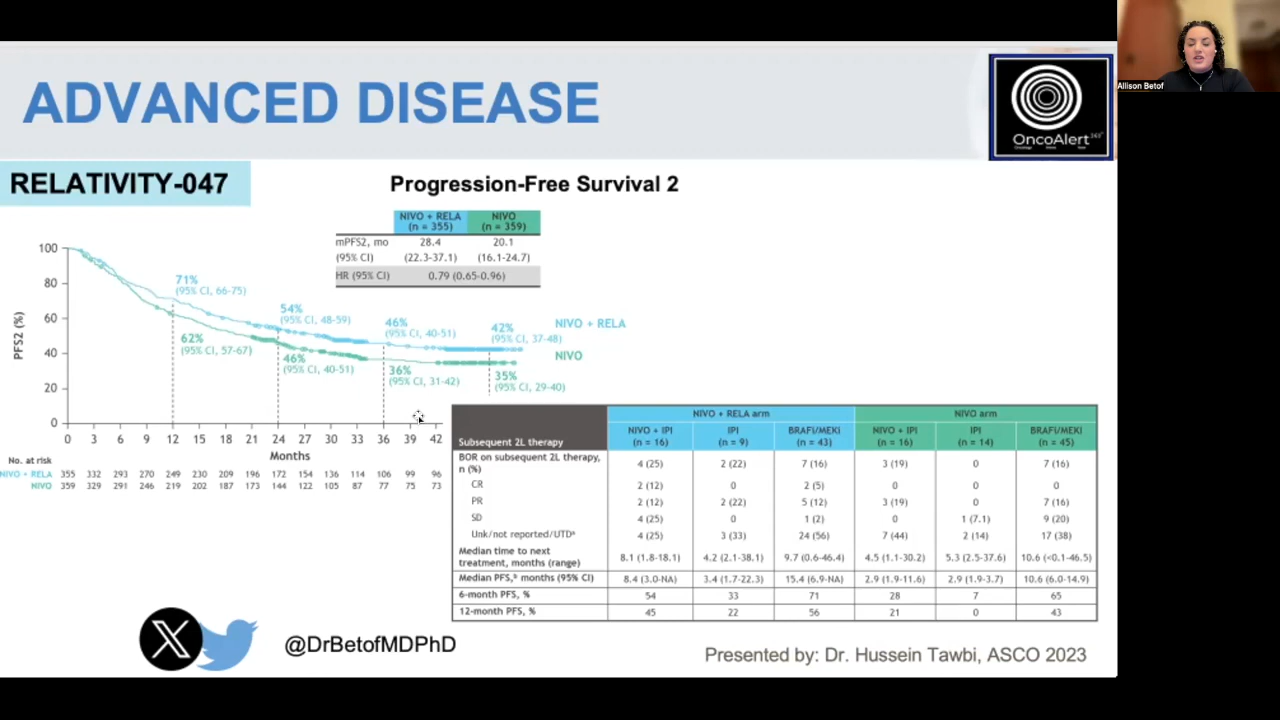 Allison Betof
ADVANCED DISEASE
OncoAlert
RELATIVITY-047
Progression-Free Survival 2
NIVO + RELA (n = 355) NIVO (n = 359)
mPFS2, mo 28.4 20.1
(95% CI) (22.3-37.1) (16.1-24.7)
HR (95% CI) 0.79 (0.65-0.96)
PFS2 (%)
100
80
60
40
20
0
71%
(95% CI, 66-75)
54%
(95% CI, 48-59)
46%
(95% CI, 40-51)
42%
(95% CI, 37-48)
NIVO + RELA
62%
(95% CI, 57-67)
46%
(95% CI, 40-51)
36%
(95% CI, 31-42)
35%
(95% CI, 29-40)
NIVO
0 3 6 9 12 15 18 21 24 27 30 33 36 39 42
Months
No. at risk
NIVO + RELA 355 332 293 270 249 230 209 196 172 154 136 114 106 99 96
NIVO 359 329 291 246 219 202 187 173 144 122 105 87 77 75 73
NIVO + RELA arm NIVO arm
Subsequent 2L therapy NIVO + IPI (n = 16) IPI (n = 9) BRAFI/MEKI (n = 43) NIVO + IPI (n = 16) IPI (n = 14) BRAFI/MEKI (n = 45)
BOR on subsequent 2L therapy, n (%) 4 (25) 2 (22) 7 (16) 3 (19) 0 7 (16)
CR 2 (12) 0 2 (5) 0 0 0
PR 2 (12) 2 (22) 5 (12) 3 (19) 0 7 (16)
SD 4 (25) 0 1 (2) 0 1 (7.1) 9 (20)
Unk/not reported/UTDᵃ 4 (25) 3 (33) 24 (56) 7 (44) 2 (14) 17 (38)
Median time to next treatment, months (range) 8.1 (1.8-18.1) 4.2 (2.1-38.1) 9.7 (0.6-46.4) 4.5 (1.1-30.2) 5.3 (2.5-37.6) 10.6 (<0.1-46.5)
Median PFS,ᵇ months (95% CI) 8.4 (3.0-NA) 3.4 (1.7-22.3) 15.4 (6.9-NA) 2.9 (1.9-11.6) 2.9 (1.9-3.7) 10.6 (6.0-14.9)
6-month PFS, % 54 33 71 28 7 65
12-month PFS, % 45 22 56 21 0 43
@DrBetofMDPhD
Presented by: Dr. Hussein Tawbi, ASCO 2023